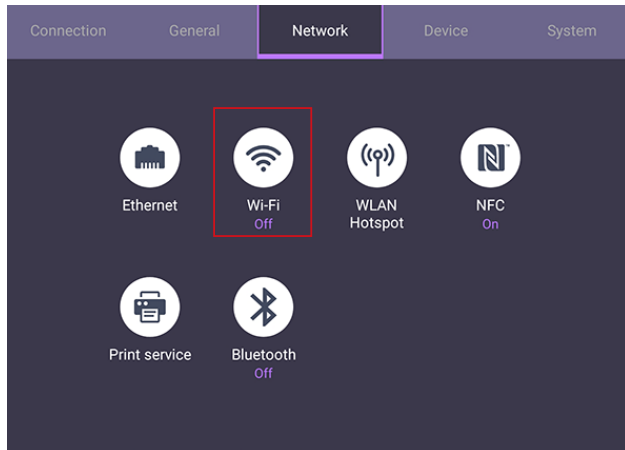 Connection General Network Device System
Ethernet Wi-Fi WLAN NFC
Off Hotspot On
Print service Bluetooth
Off